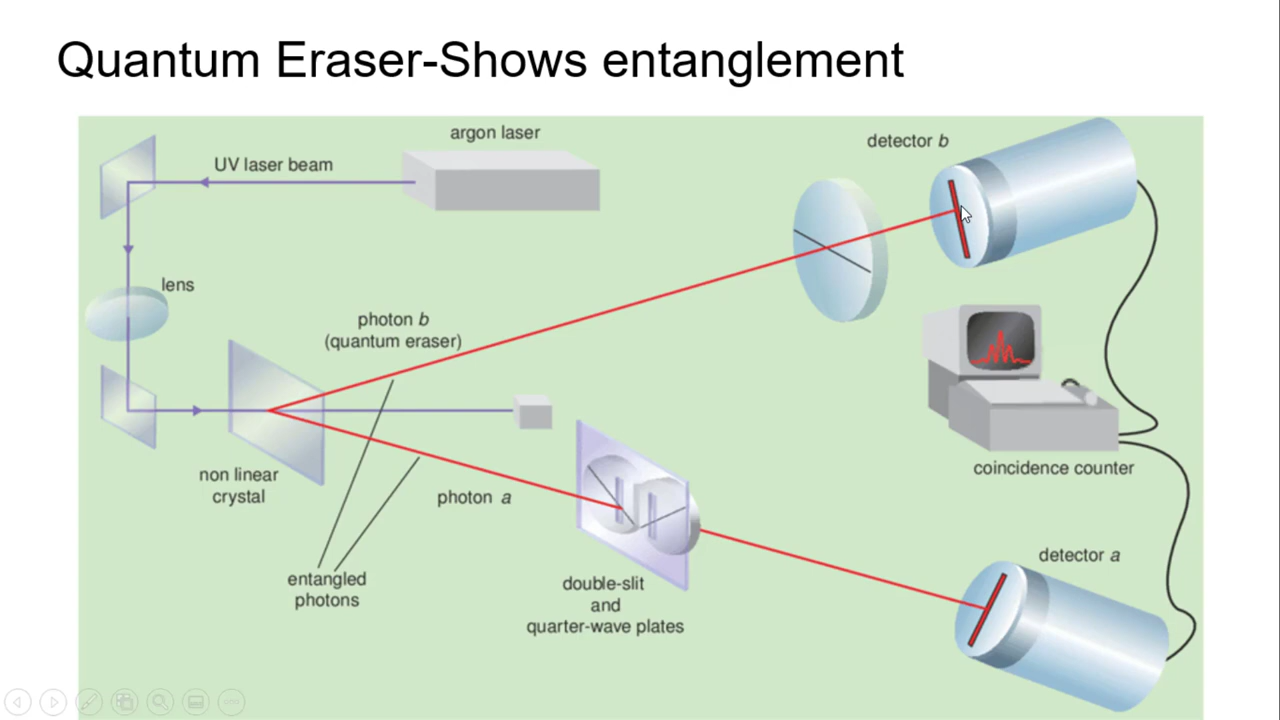 Quantum Eraser-Shows entanglement
argon laser
UV laser beam
detector b
lens
photon b
(quantum eraser)
non linear
crystal
photon a
coincidence counter
entangled
photons
double-slit
and
quarter-wave plates
detector a